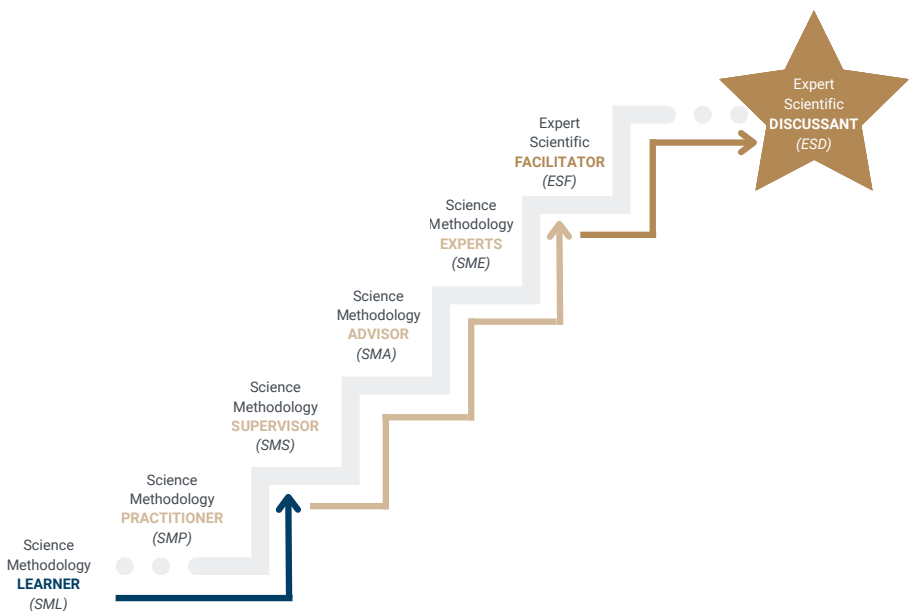 Expert
Scientific
DISCUSSANT
(ESD)
Expert
Scientific
FACILITATOR
(ESF)
Science
Methodology
EXPERTS
(SME)
Science
Methodology
ADVISOR
(SMA)
Science
Methodology
SUPERVISOR
(SMS)
Science
Methodology
PRACTITIONER
(SMP)
Science
Methodology
LEARNER
(SML)